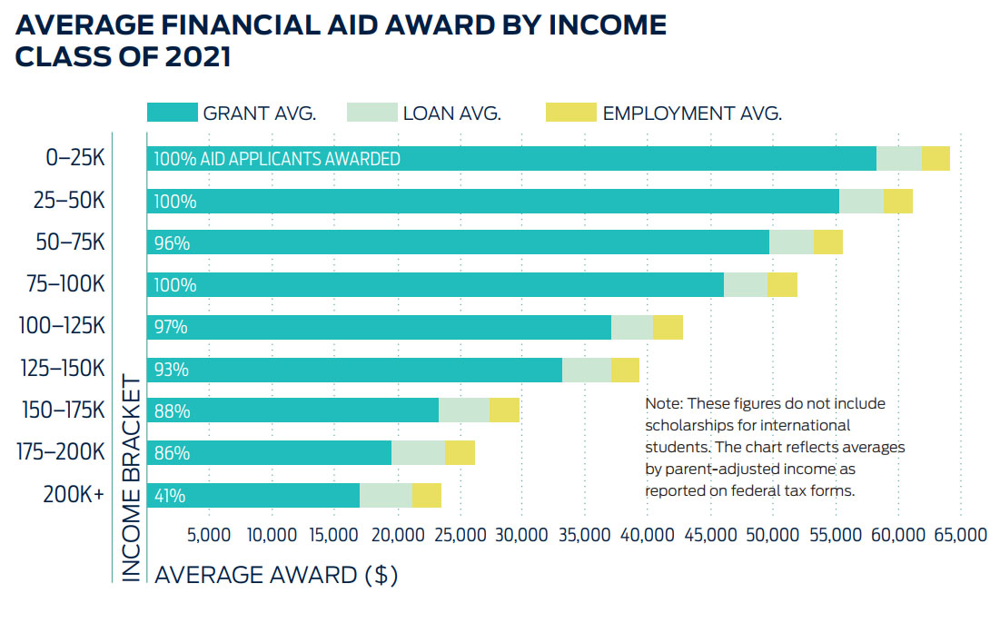 AVERAGE FINANCIAL AID AWARD BY INCOME
CLASS OF 2021
GRANT AVG. LOAN AVG. EMPLOYMENT AVG.
0–25K 100% AID APPLICANTS AWARDED
25–50K 100%
50–75K 96%
75–100K 100%
100–125K 97%
125–150K 93%
150–175K 88%
175–200K 86%
200K+ 41%
INCOME BRACKET
Note: These figures do not include
scholarships for international
students. The chart reflects averages
by parent-adjusted income as
reported on federal tax forms.
5,000 10,000 15,000 20,000 25,000 30,000 35,000 40,000 45,000 50,000 55,000 60,000 65,000
AVERAGE AWARD ($)